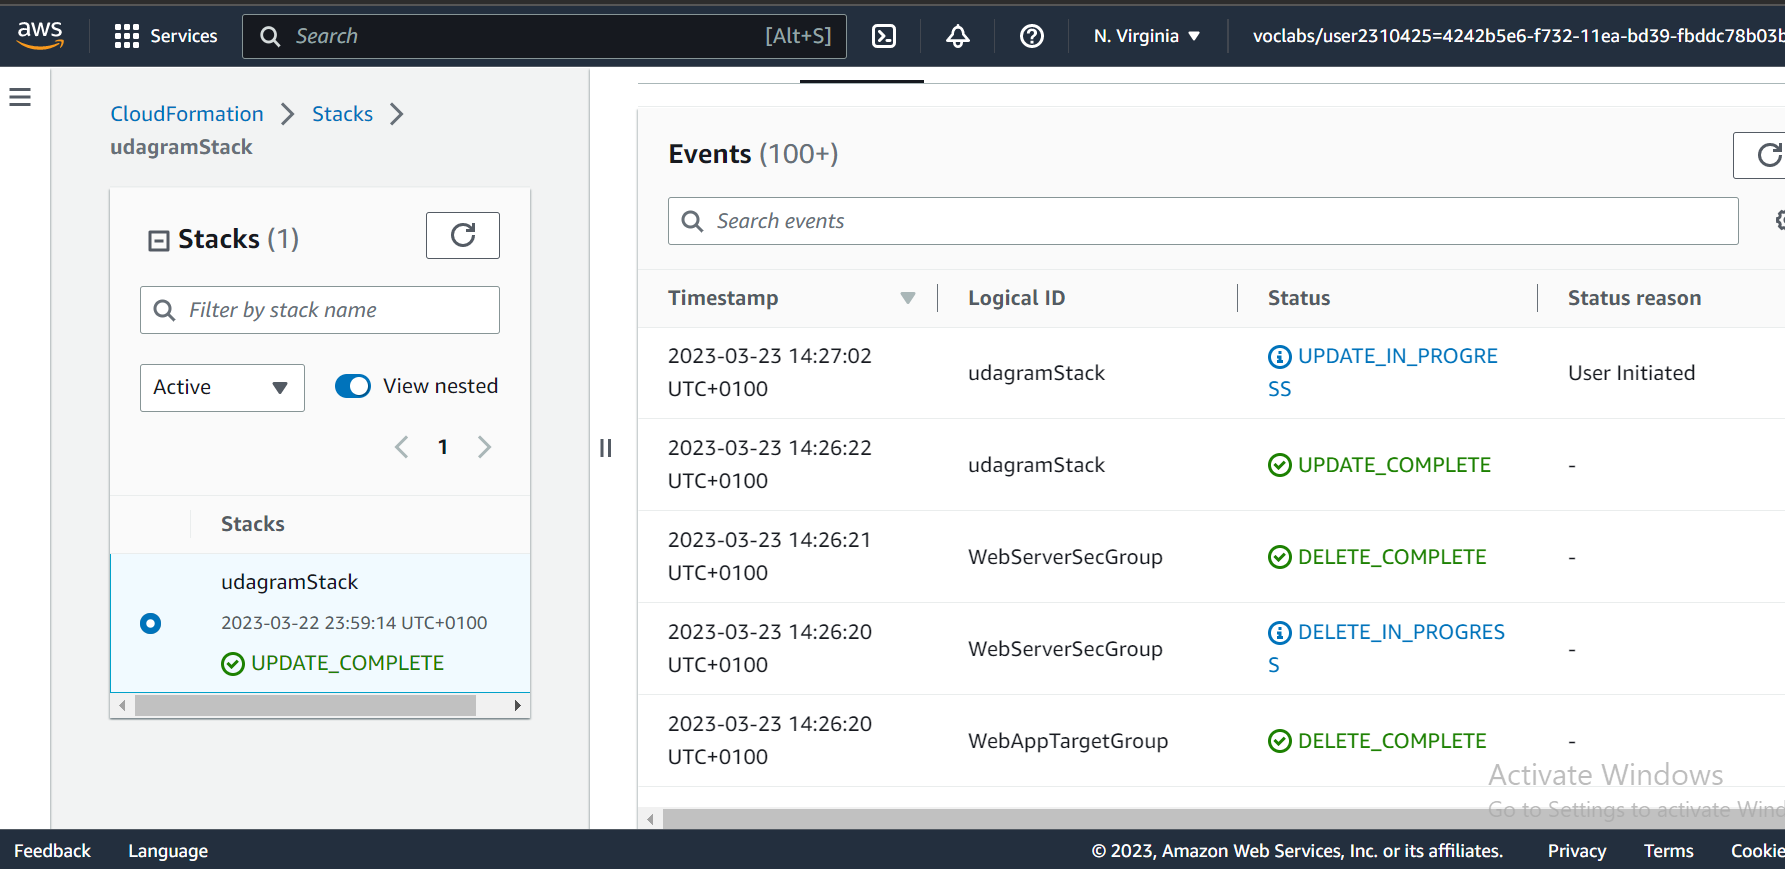 aws
Services
Search
[Alt+S]
N. Virginia
voclabs/user2310425=4242b5e6-f732-11ea-bd39-fbddc78b03b
CloudFormation
Stacks
udagramStack
Stacks (1)
Filter by stack name
Active
View nested
1
Stacks
udagramStack
2023-03-22 23:59:14 UTC+0100
UPDATE_COMPLETE
Events (100+)
Search events
Timestamp
Logical ID
Status
Status reason
2023-03-23 14:27:02
UTC+0100
udagramStack
UPDATE_IN_PROGRE
SS
User Initiated
2023-03-23 14:26:22
UTC+0100
udagramStack
UPDATE_COMPLETE
-
2023-03-23 14:26:21
UTC+0100
WebServerSecGroup
DELETE_COMPLETE
-
2023-03-23 14:26:20
UTC+0100
WebServerSecGroup
DELETE_IN_PROGRES
S
-
2023-03-23 14:26:20
UTC+0100
WebAppTargetGroup
DELETE_COMPLETE
-
Activate Windows
Go to Settings to activate Wind
Feedback
Language
© 2023, Amazon Web Services, Inc. or its affiliates.
Privacy
Terms
Cookie